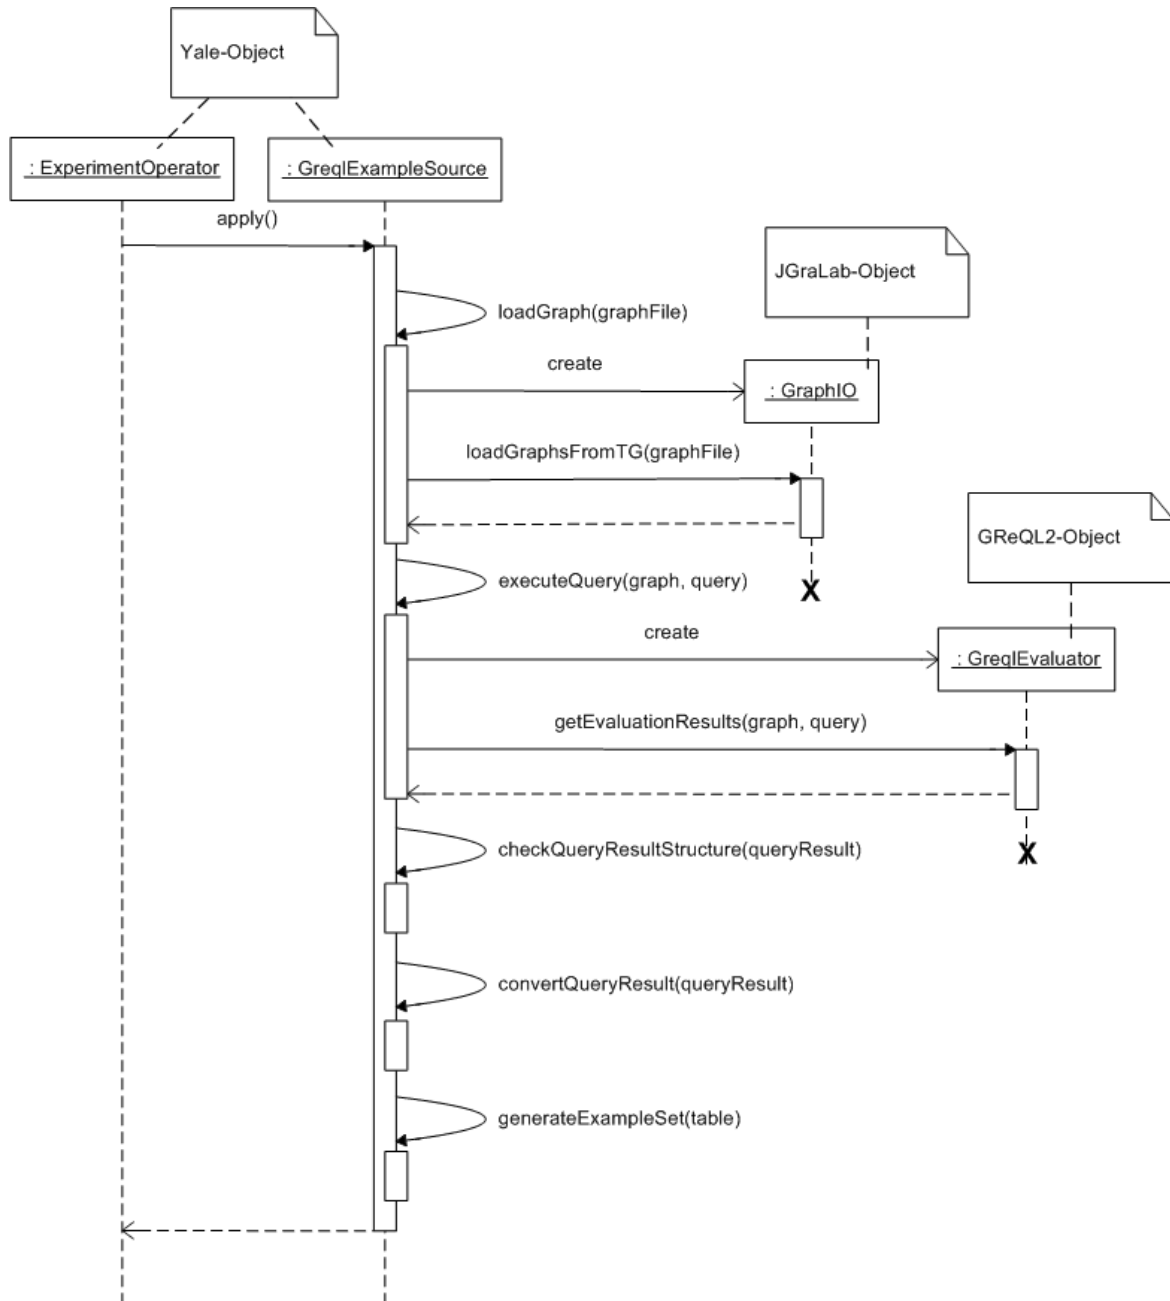 Yale-Object
: ExperimentOperator
: GreqlExampleSource
apply()
JGraLab-Object
loadGraph(graphFile)
create
: GraphIO
loadGraphsFromTG(graphFile)
GReQL2-Object
executeQuery(graph, query)
X
create
: GreqlEvaluator
getEvaluationResults(graph, query)
checkQueryResultStructure(queryResult)
X
convertQueryResult(queryResult)
generateExampleSet(table)